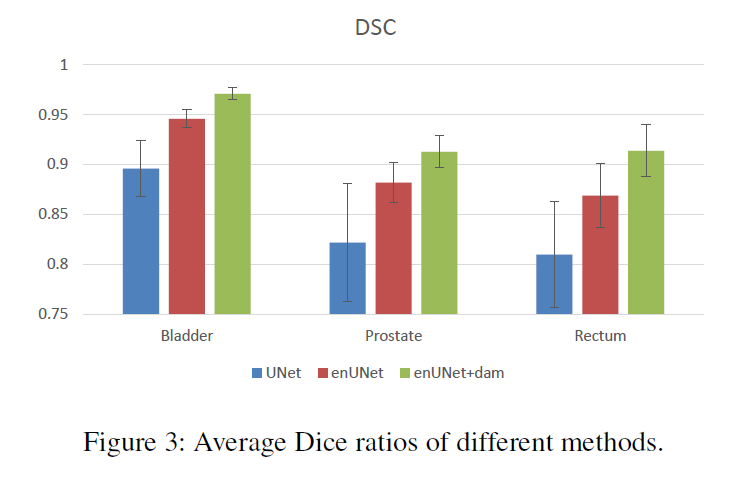 DSC
1
0.95
0.9
0.85
0.8
0.75
Bladder Prostate Rectum
UNet enUNet enUNet+dam
Figure 3: Average Dice ratios of different methods.